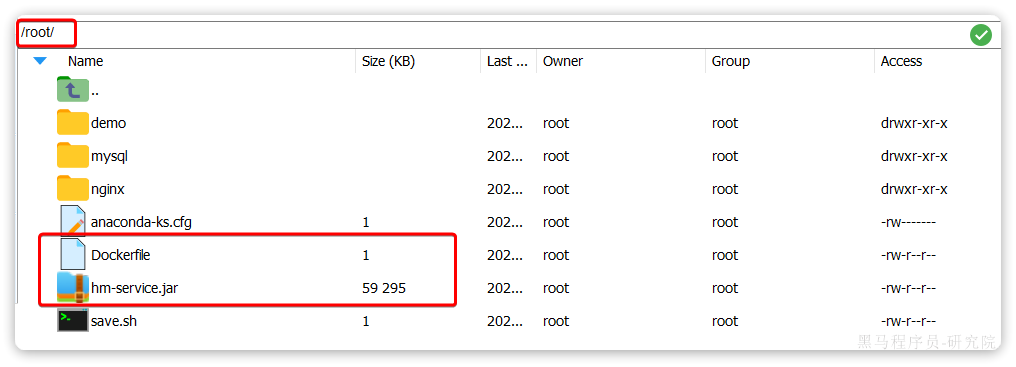 /root/
Name Size (KB) Last ... Owner Group Access
..
demo 202... root root drwxr-xr-x
mysql 202... root root drwxr-xr-x
nginx 202... root root drwxr-xr-x
anaconda-ks.cfg 1 202... root root -rw-------
Dockerfile 1 202... root root -rw-r--r--
hm-service.jar 59 295 202... root root -rw-r--r--
save.sh 1 202... root root -rw-r--r--
黑马程序员-研究院